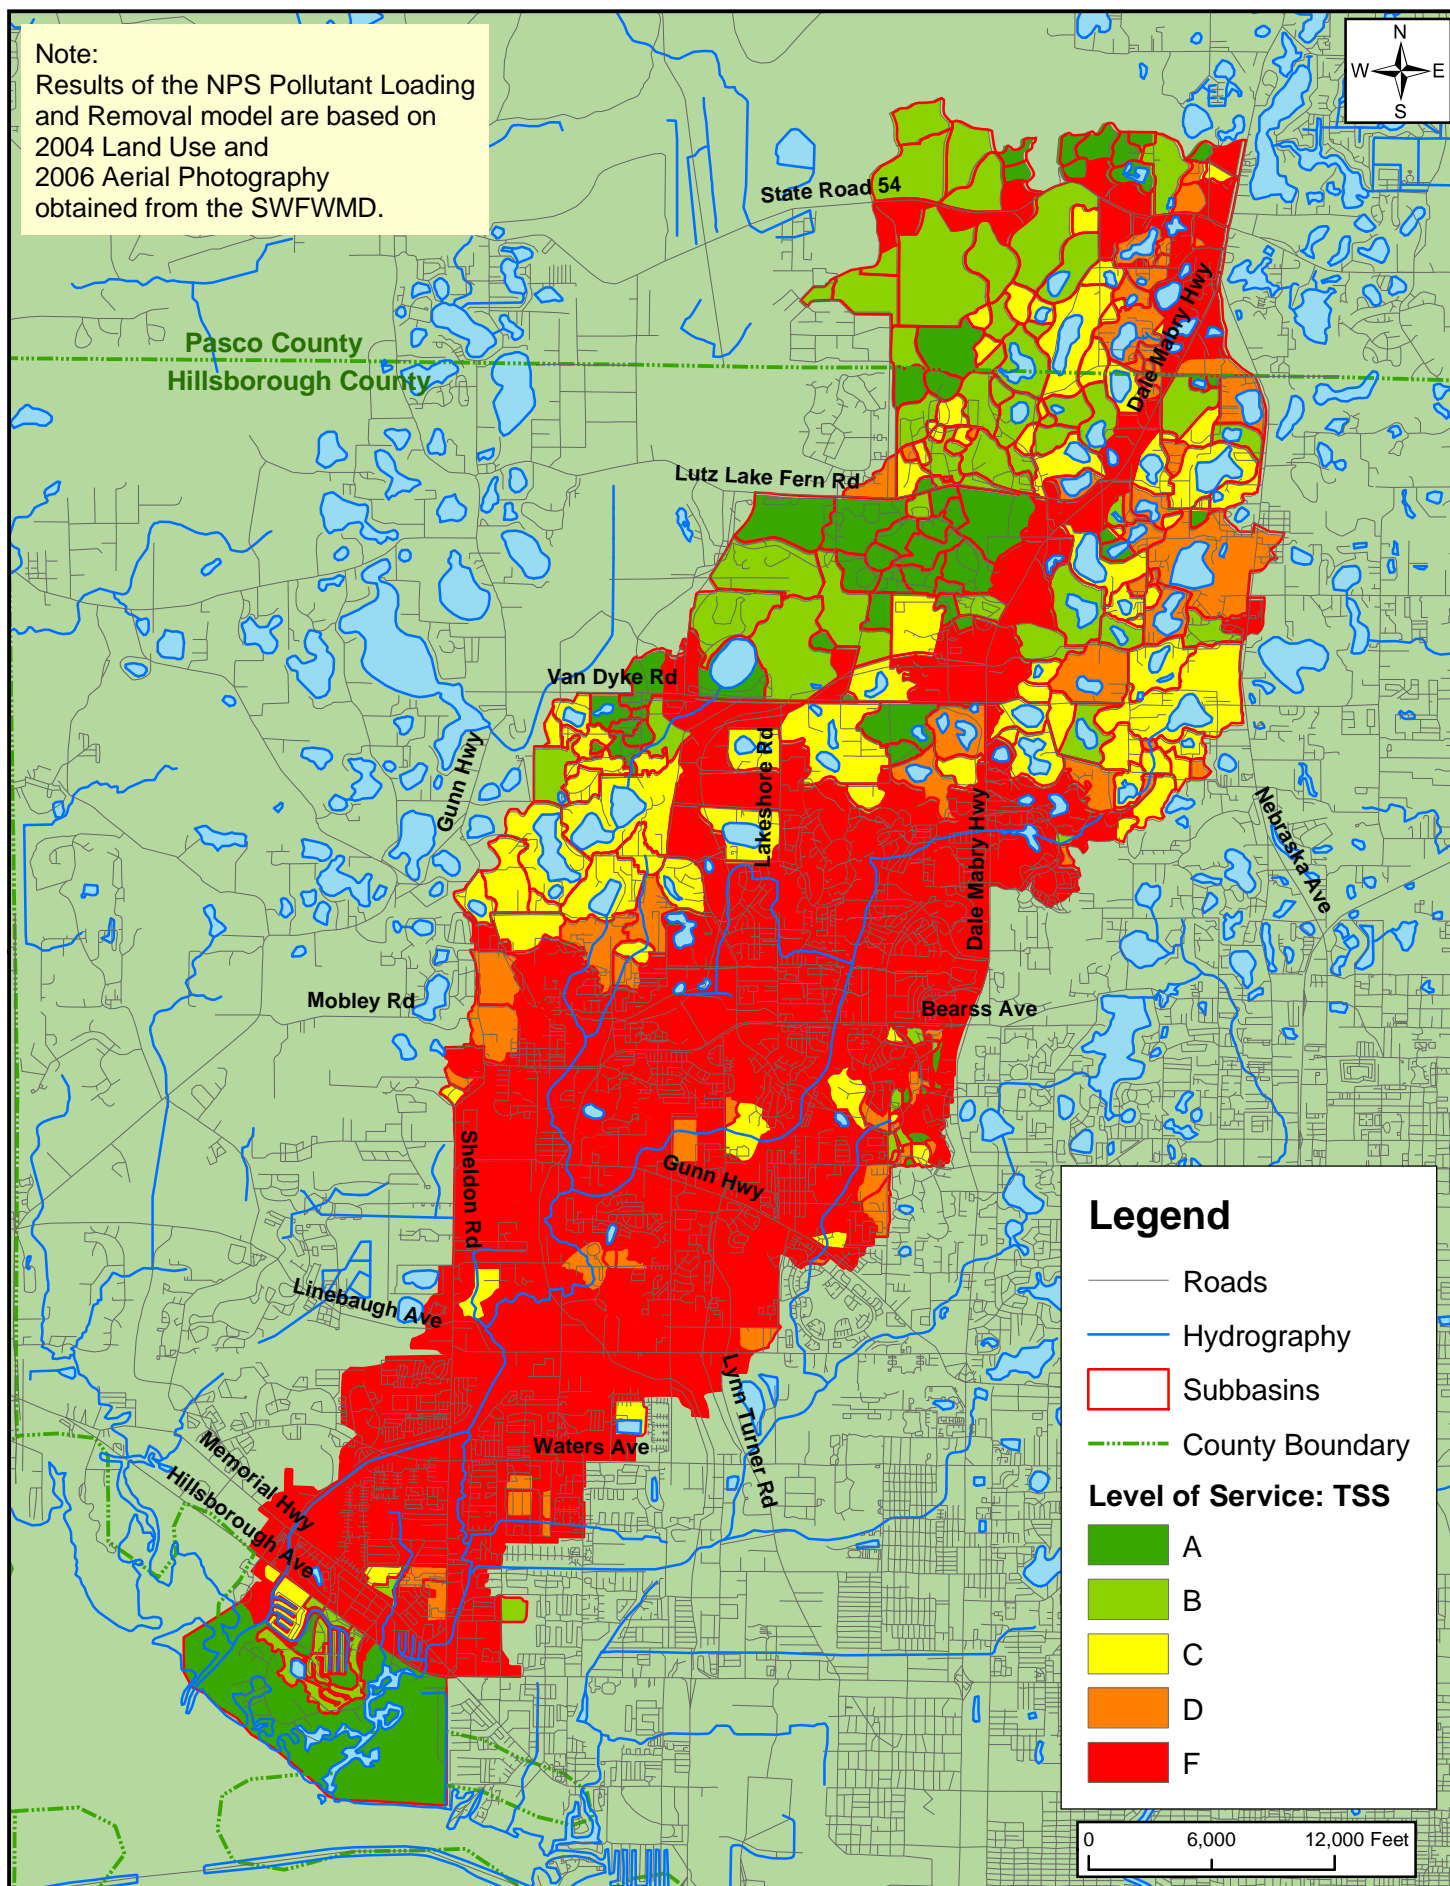 Note:
Results of the NPS Pollutant Loading
and Removal model are based on
2004 Land Use and
2006 Aerial Photography
obtained from the SWFWMD.
N
W E
S
State Road 54
Dale Mabry Hwy
Pasco County
Hillsborough County
Lutz Lake Fern Rd
Van Dyke Rd
Gunn Hwy
Lakeshore Rd
Dale Mabry Hwy
Nebraska Ave
Mobley Rd
Bearss Ave
Sheldon Rd
Gunn Hwy
Linebaugh Ave
Lynn Turner Rd
Waters Ave
Memorial Hwy
Hillsborough Ave
Legend
Roads
Hydrography
Subbasins
County Boundary
Level of Service: TSS
A
B
C
D
F
0 6,000 12,000 Feet